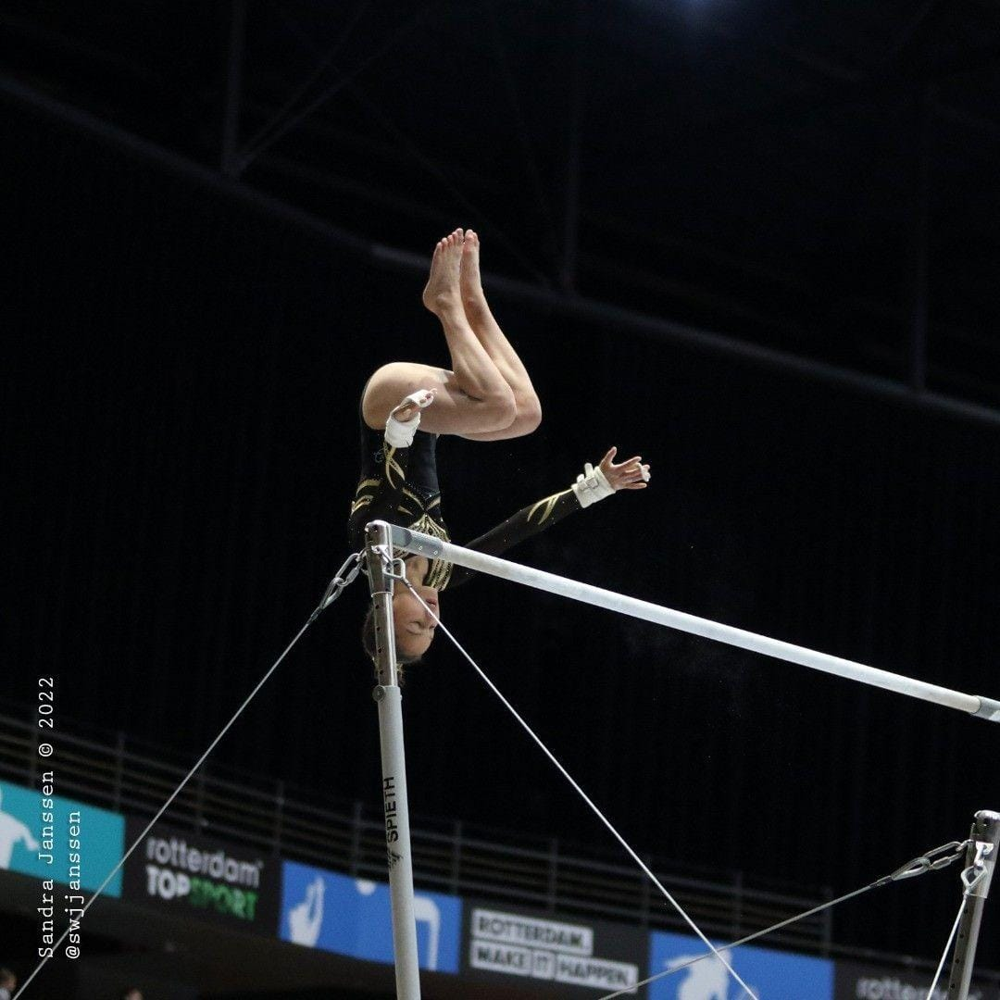 Sandra Janssen © 2022
@swjjanssen
SPIETH
rotterdam
TOPSPORT
ROTTERDAM.
MAKE IT HAPPEN.
rotterdam